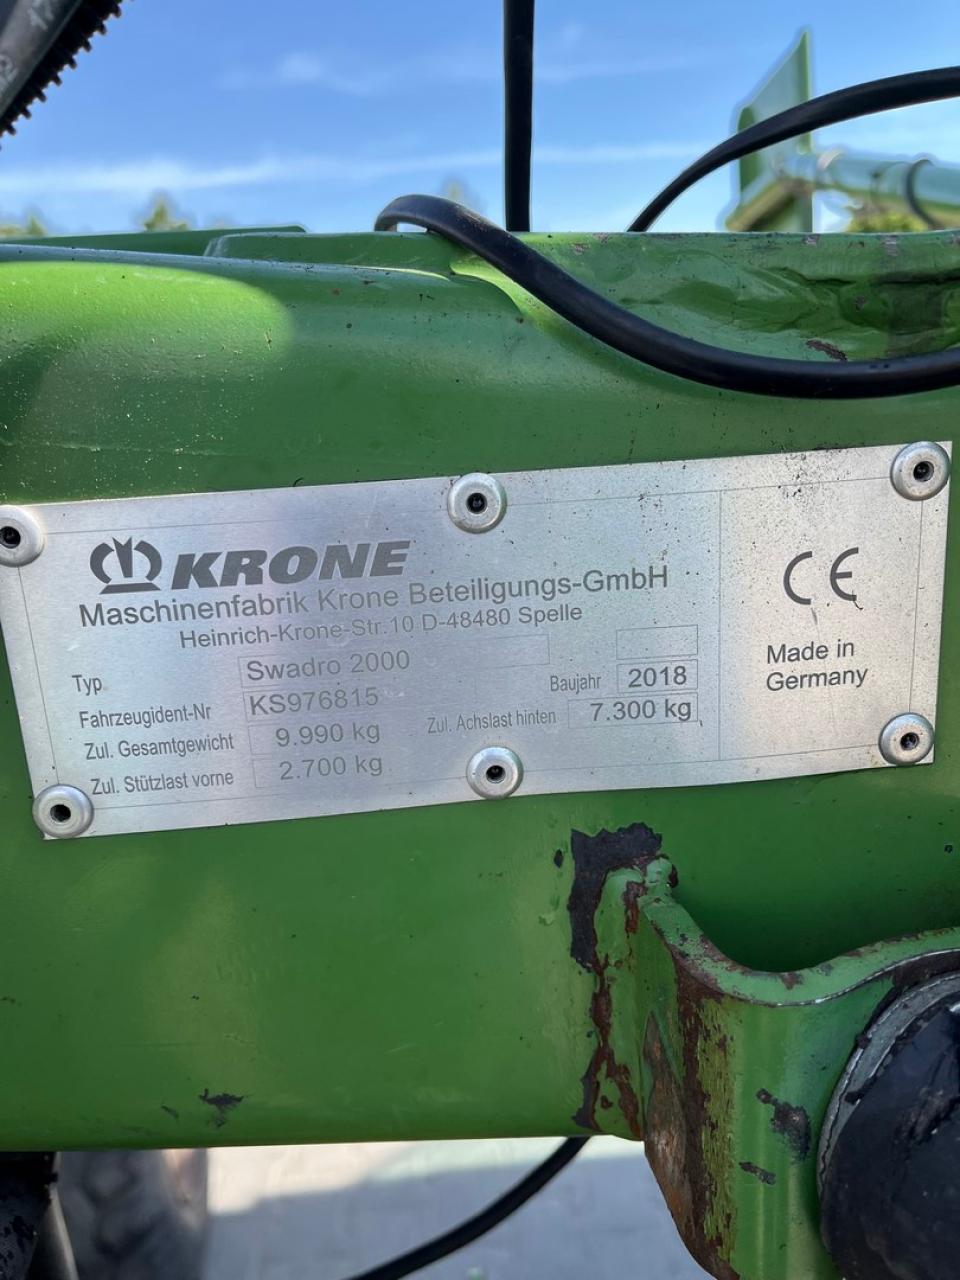 KRONE
Maschinenfabrik Krone Beteiligungs-GmbH
Heinrich-Krone-Str.10 D-48480 Spelle
Typ Swadro 2000
Fahrzeugident-Nr KS976815 Baujahr 2018
Zul. Gesamtgewicht 9.990 kg Zul. Achslast hinten 7.300 kg
Zul. Stützlast vorne 2.700 kg
CE
Made in
Germany